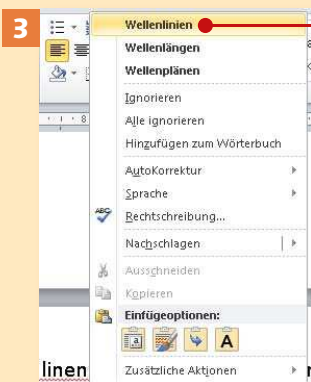 3
Wellenlinien
Wellenlängen
Wellenplänen
Ignorieren
Alle ignorieren
Hinzufügen zum Wörterbuch
AutoKorrektur
Sprache
Rechtschreibung...
Nachschlagen
Ausschneiden
Kopieren
Einfügeoptionen:
A
linen
Zusätzliche Aktionen